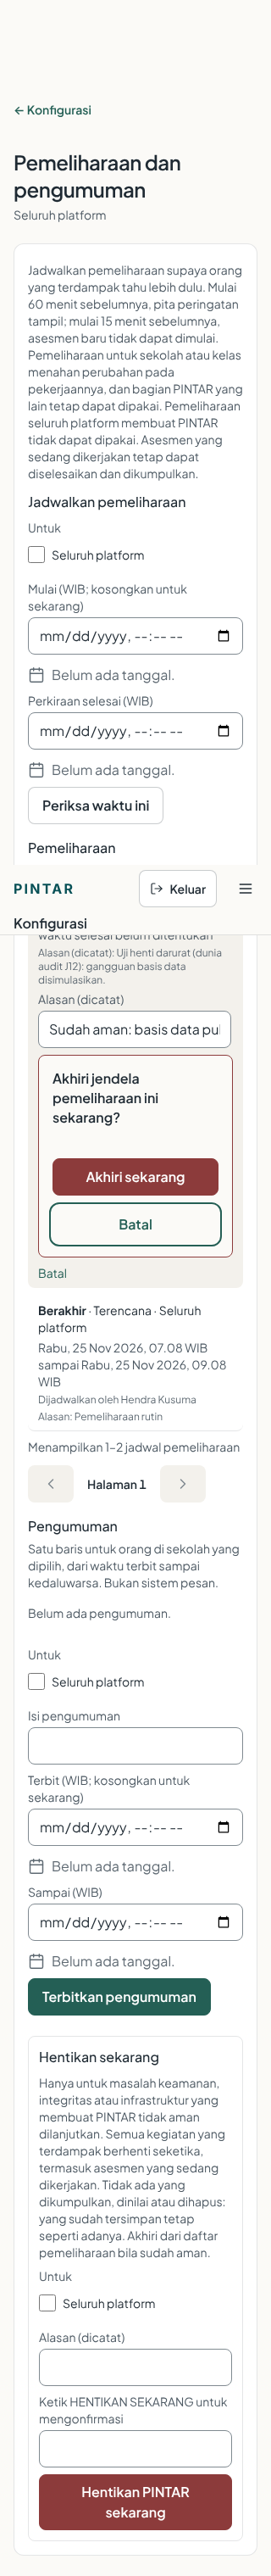 ← Konfigurasi
Pemeliharaan dan
pengumuman
Seluruh platform
Jadwalkan pemeliharaan supaya orang
yang terdampak tahu lebih dulu. Mulai
60 menit sebelumnya, pita peringatan
tampil; mulai 15 menit sebelumnya,
asesmen baru tidak dapat dimulai.
Pemeliharaan untuk sekolah atau kelas
menahan perubahan pada
pekerjaannya, dan bagian PINTAR yang
lain tetap dapat dipakai. Pemeliharaan
seluruh platform membuat PINTAR
tidak dapat dipakai. Asesmen yang
sedang dikerjakan tetap dapat
diselesaikan dan dikumpulkan.
Jadwalkan pemeliharaan
Untuk
Seluruh platform
Mulai (WIB; kosongkan untuk
sekarang)
mm/dd/yyyy, --:-- --
Belum ada tanggal.
Perkiraan selesai (WIB)
mm/dd/yyyy, --:-- --
Belum ada tanggal.
Periksa waktu ini
Pemeliharaan
PINTAR
Keluar
Konfigurasi
waktu selesai belum ditentukan
Alasan (dicatat): Uji henti darurat (dunia
audit J12): gangguan basis data
disimulasikan.
Alasan (dicatat)
Sudah aman: basis data pul
Akhiri jendela
pemeliharaan ini
sekarang?
Akhiri sekarang
Batal
Batal
Berakhir · Terencana · Seluruh
platform
Rabu, 25 Nov 2026, 07.08 WIB
sampai Rabu, 25 Nov 2026, 09.08
WIB
Dijadwalkan oleh Hendra Kusuma
Alasan: Pemeliharaan rutin
Menampilkan 1–2 jadwal pemeliharaan
Halaman 1
Pengumuman
Satu baris untuk orang di sekolah yang
dipilih, dari waktu terbit sampai
kedaluwarsa. Bukan sistem pesan.
Belum ada pengumuman.
Untuk
Seluruh platform
Isi pengumuman
Terbit (WIB; kosongkan untuk
sekarang)
mm/dd/yyyy, --:-- --
Belum ada tanggal.
Sampai (WIB)
mm/dd/yyyy, --:-- --
Belum ada tanggal.
Terbitkan pengumuman
Hentikan sekarang
Hanya untuk masalah keamanan,
integritas atau infrastruktur yang
membuat PINTAR tidak aman
dilanjutkan. Semua kegiatan yang
terdampak berhenti seketika,
termasuk asesmen yang sedang
dikerjakan. Tidak ada yang
dikumpulkan, dinilai atau dihapus:
yang sudah tersimpan tetap
seperti adanya. Akhiri dari daftar
pemeliharaan bila sudah aman.
Untuk
Seluruh platform
Alasan (dicatat)
Ketik HENTIKAN SEKARANG untuk
mengonfirmasi
Hentikan PINTAR
sekarang